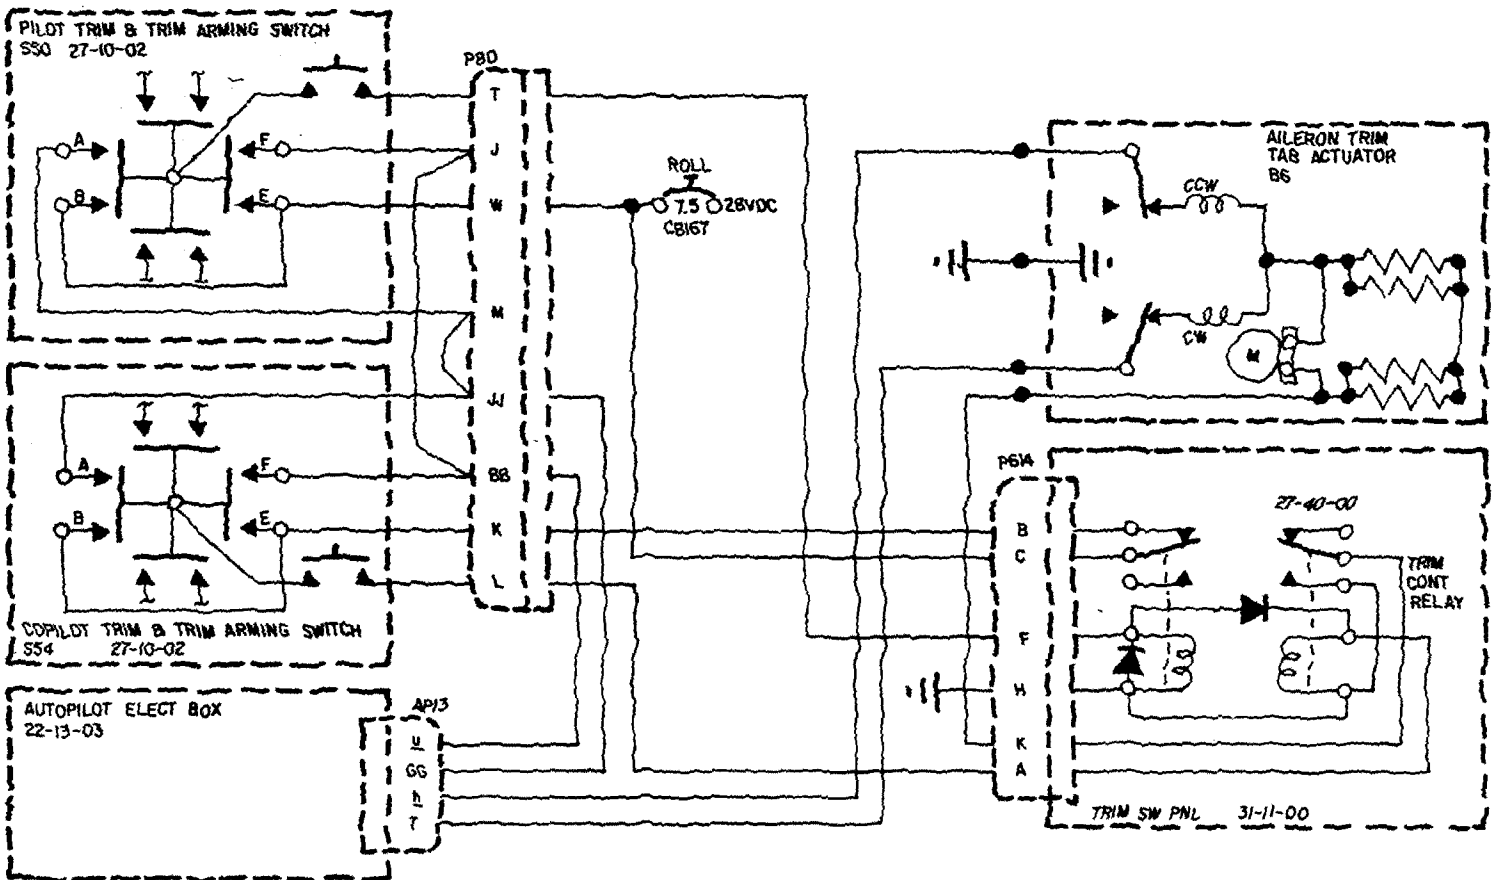 PILOT TRIM & TRIM ARMING SWITCH
S50 27-10-02
A
B
F
E
P80
T
J
W
M
JJ
BB
K
L
ROLL
7.5
28VDC
CB167
AILERON TRIM
TAB ACTUATOR
B6
CCW
CW
M
A
B
F
E
COPILOT TRIM & TRIM ARMING SWITCH
S54 27-10-02
AUTOPILOT ELECT BOX
22-13-03
AP13
u
GG
h
T
P614
B
C
F
H
K
A
27-40-00
TRIM
CONT
RELAY
TRIM SW PNL 31-11-00